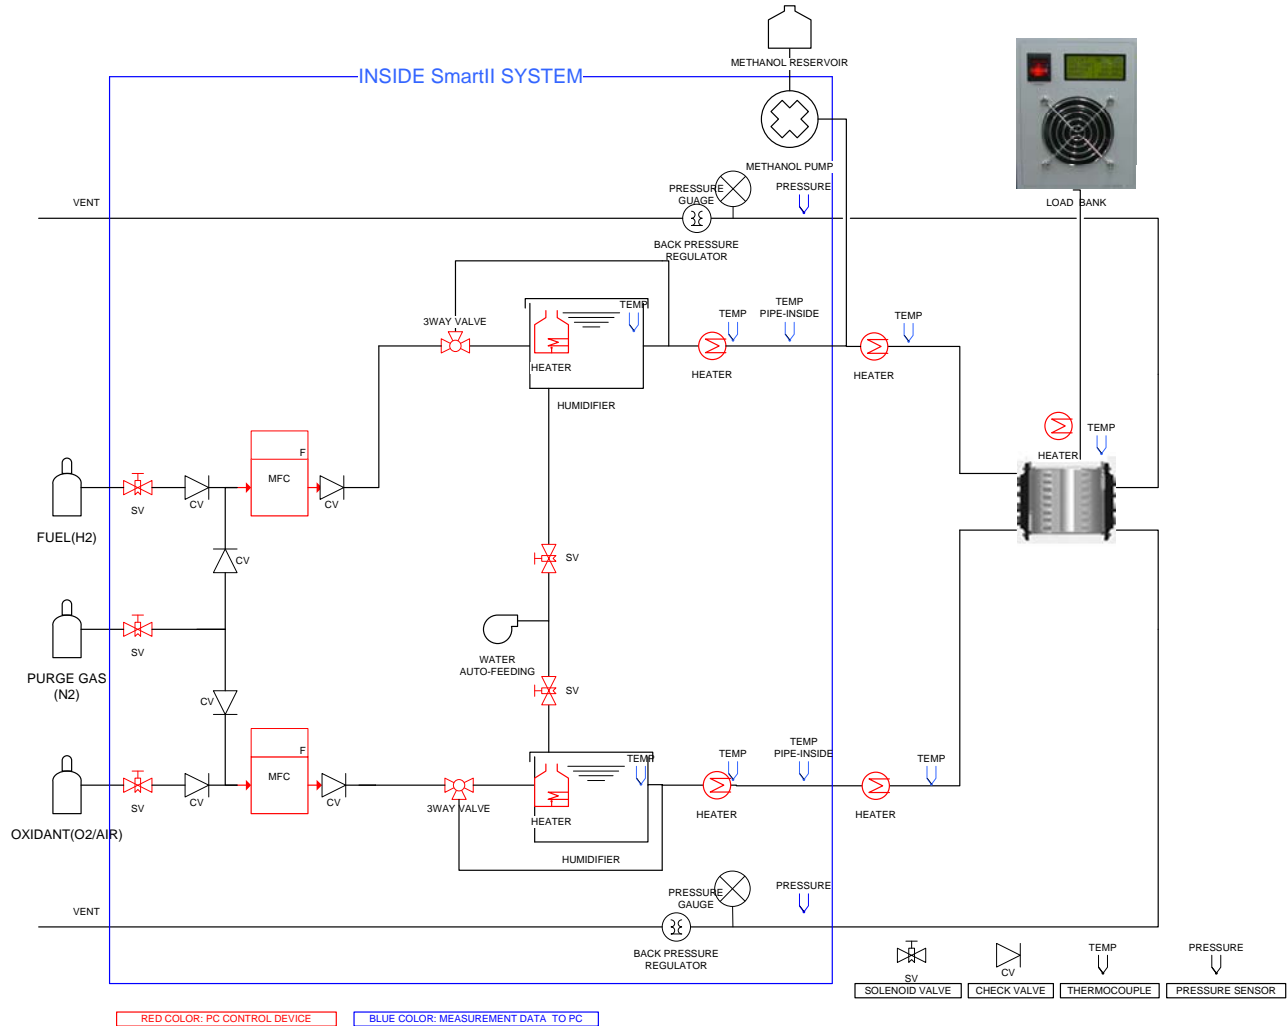 METHANOL RESERVOIR
INSIDE SmartII SYSTEM
METHANOL PUMP
PRESSURE
GUAGE
PRESSURE
VENT
LOAD BANK
BACK PRESSURE
REGULATOR
3WAY VALVE
TEMP
TEMP
TEMP
PIPE-INSIDE
TEMP
HEATER
HEATER
HEATER
HUMIDIFIER
TEMP
HEATER
F
MFC
SV
CV
CV
FUEL(H2)
CV
SV
SV
PURGE GAS
(N2)
WATER
AUTO-FEEDING
CV
SV
F
MFC
TEMP
TEMP
TEMP
PIPE-INSIDE
TEMP
SV
CV
CV
3WAY VALVE
HEATER
HEATER
HEATER
OXIDANT(O2/AIR)
HUMIDIFIER
PRESSURE
GAUGE
PRESSURE
VENT
BACK PRESSURE
REGULATOR
SV
SOLENOID VALVE
CV
CHECK VALVE
TEMP
THERMOCOUPLE
PRESSURE
PRESSURE SENSOR
RED COLOR: PC CONTROL DEVICE
BLUE COLOR: MEASUREMENT DATA TO PC